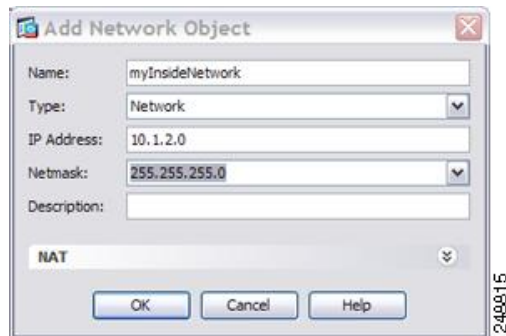 Add Network Object
Name: myInsideNetwork
Type: Network
IP Address: 10.1.2.0
Netmask: 255.255.255.0
Description:
NAT
OK Cancel Help
248815